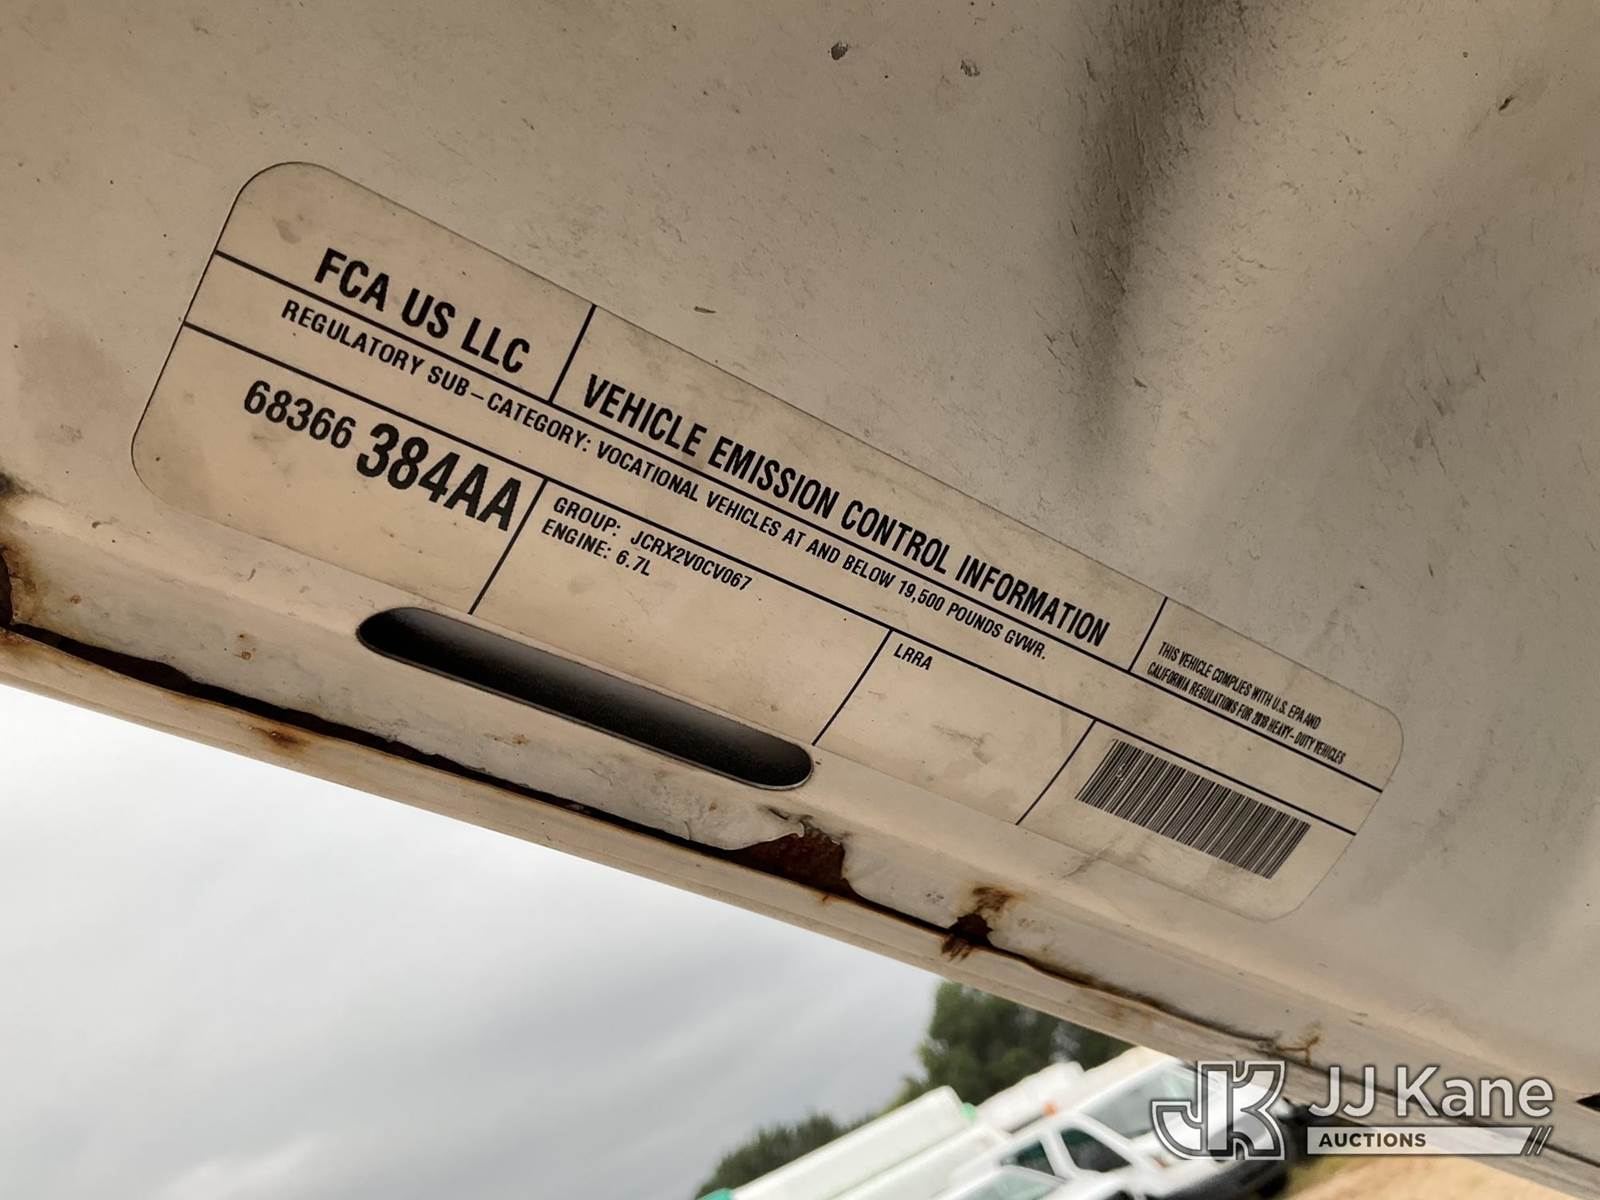 FCA US LLC
VEHICLE EMISSION CONTROL INFORMATION
THIS VEHICLE COMPLIES WITH U.S. EPA AND
CALIFORNIA REGULATIONS FOR 2018 HEAVY-DUTY VEHICLES
REGULATORY SUB-CATEGORY: VOCATIONAL VEHICLES AT AND BELOW 19,500 POUNDS GVWR.
68366384AA
GROUP: JCRX2V0CV067
ENGINE: 6.7L
LRRA
JK
JJ Kane
AUCTIONS